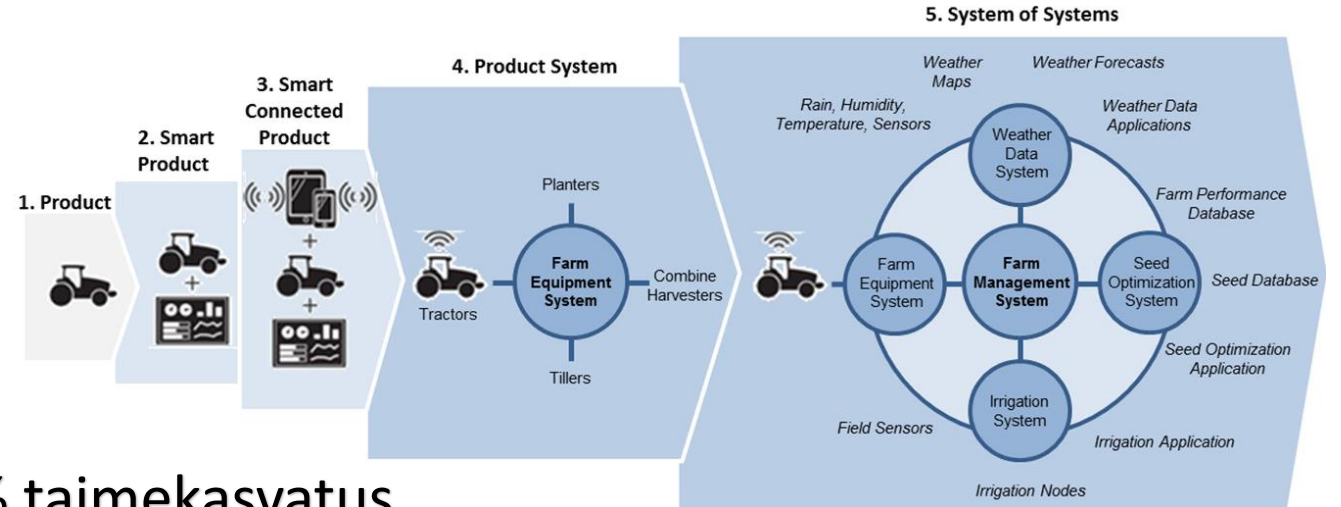 5. System of Systems
4. Product System
3. Smart
Connected
Product
2. Smart
Product
1. Product
+
+
+
Planters
Farm
Equipment
System
Tractors
Combine
Harvesters
Tillers
Weather
Maps
Weather Forecasts
Rain, Humidity,
Temperature, Sensors
Weather Data
Applications
Weather
Data
System
Farm Performance
Database
Farm
Equipment
System
Farm
Management
System
Seed
Optimization
System
Seed Database
Seed Optimization
Application
Irrigation
System
Field Sensors
Irrigation Application
Irrigation Nodes
% taimekasvatus